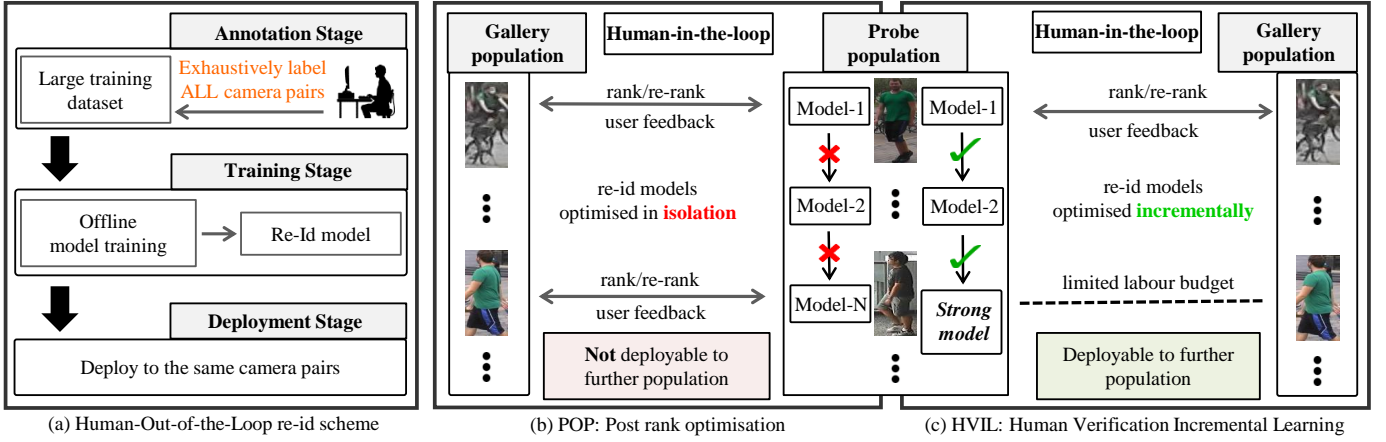 Annotation Stage
Large training
dataset
Exhaustively label
ALL camera pairs
Training Stage
Offline
model training
Re-Id model
Deployment Stage
Deploy to the same camera pairs
(a) Human-Out-of-the-Loop re-id scheme
Gallery
population
Human-in-the-loop
Probe
population
rank/re-rank
user feedback
re-id models
optimised in isolation
rank/re-rank
user feedback
Not deployable to
further population
Model-1
Model-2
Model-N
Model-1
Model-2
Strong
model
(b) POP: Post rank optimisation
Human-in-the-loop
Gallery
population
rank/re-rank
user feedback
re-id models
optimised incrementally
limited labour budget
Deployable to further
population
(c) HVIL: Human Verification Incremental Learning